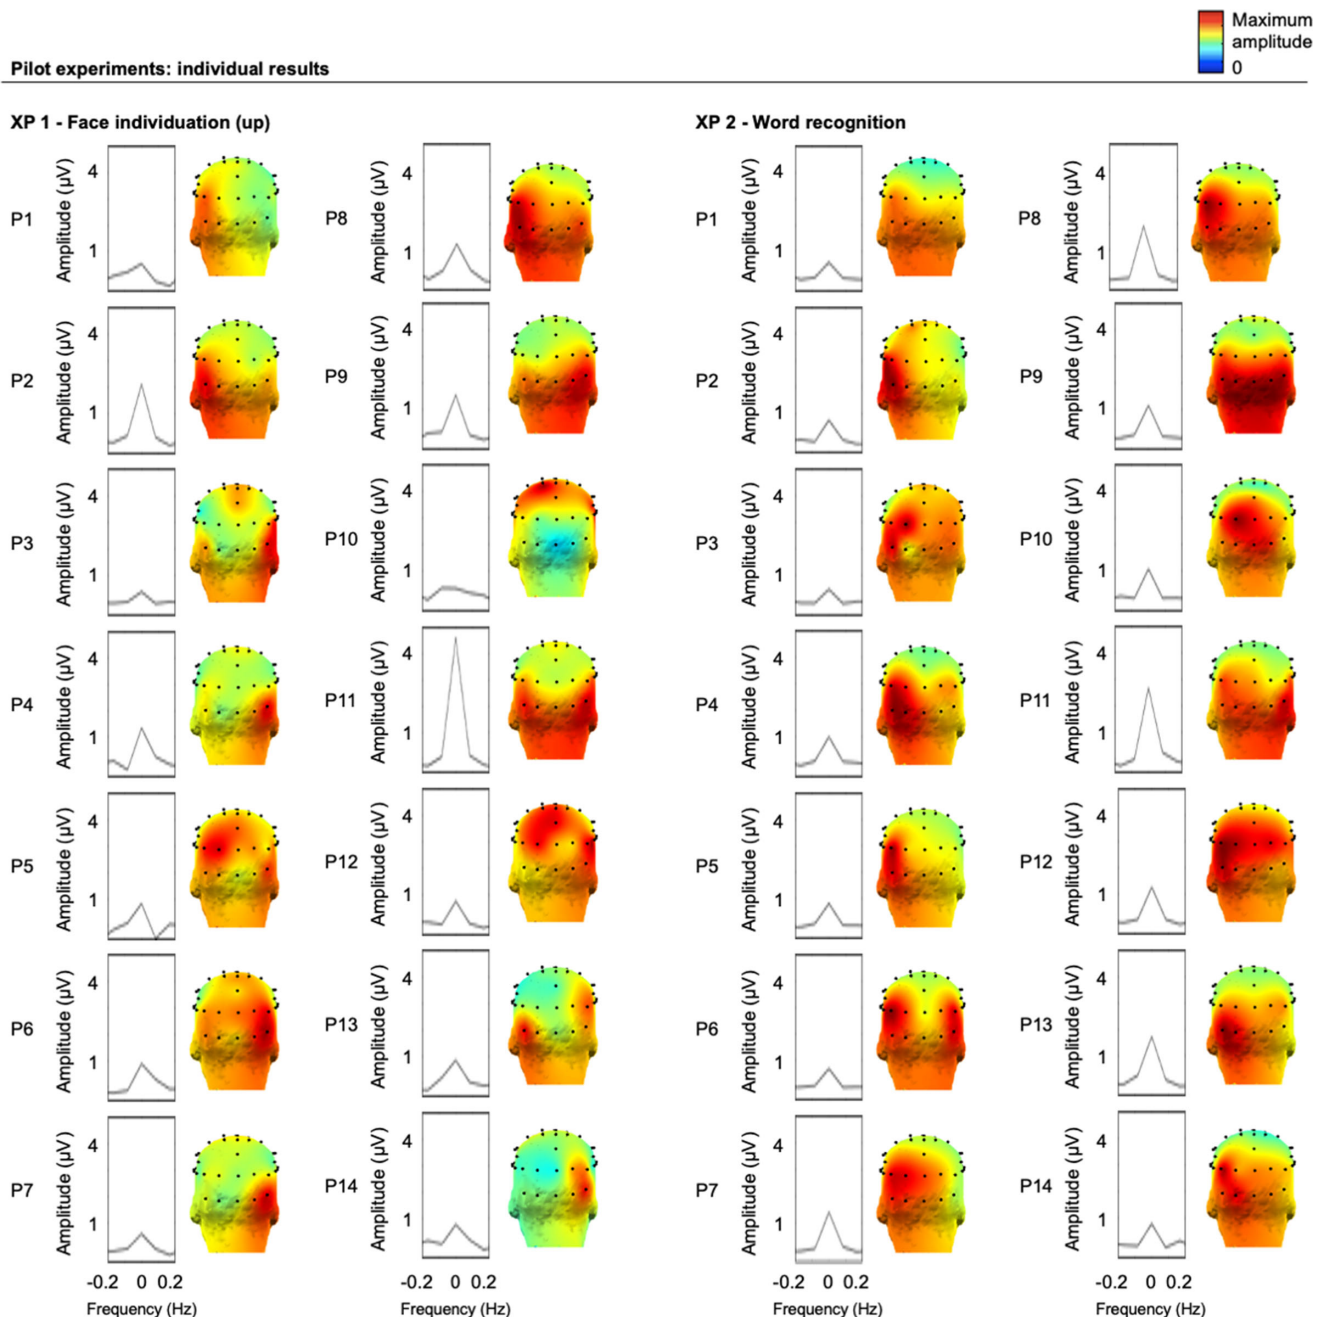 Maximum
amplitude
0
Pilot experiments: individual results
XP 1 - Face individuation (up)
XP 2 - Word recognition
P1 Amplitude (µV) 4 1
P8 Amplitude (µV) 4 1
P1 Amplitude (µV) 4 1
P8 Amplitude (µV) 4 1
P2 Amplitude (µV) 4 1
P9 Amplitude (µV) 4 1
P2 Amplitude (µV) 4 1
P9 Amplitude (µV) 4 1
P3 Amplitude (µV) 4 1
P10 Amplitude (µV) 4 1
P3 Amplitude (µV) 4 1
P10 Amplitude (µV) 4 1
P4 Amplitude (µV) 4 1
P11 Amplitude (µV) 4 1
P4 Amplitude (µV) 4 1
P11 Amplitude (µV) 4 1
P5 Amplitude (µV) 4 1
P12 Amplitude (µV) 4 1
P5 Amplitude (µV) 4 1
P12 Amplitude (µV) 4 1
P6 Amplitude (µV) 4 1
P13 Amplitude (µV) 4 1
P6 Amplitude (µV) 4 1
P13 Amplitude (µV) 4 1
P7 Amplitude (µV) 4 1
P14 Amplitude (µV) 4 1
P7 Amplitude (µV) 4 1
P14 Amplitude (µV) 4 1
-0.2 0 0.2
-0.2 0 0.2
-0.2 0 0.2
-0.2 0 0.2
Frequency (Hz)
Frequency (Hz)
Frequency (Hz)
Frequency (Hz)